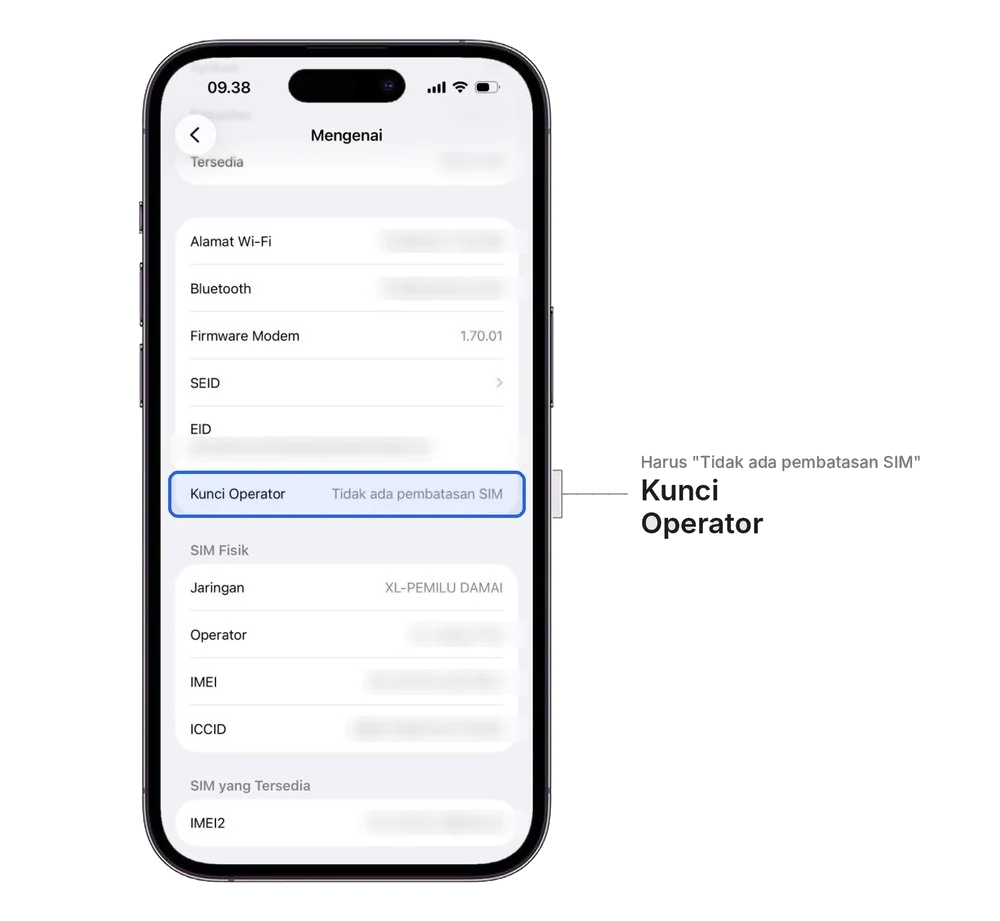 09.38
Mengenai
Tersedia
Alamat Wi-Fi
Bluetooth
Firmware Modem 1.70.01
SEID
EID
Kunci Operator Tidak ada pembatasan SIM
Harus "Tidak ada pembatasan SIM"
Kunci
Operator
SIM Fisik
Jaringan XL-PEMILU DAMAI
Operator
IMEI
ICCID
SIM yang Tersedia
IMEI2